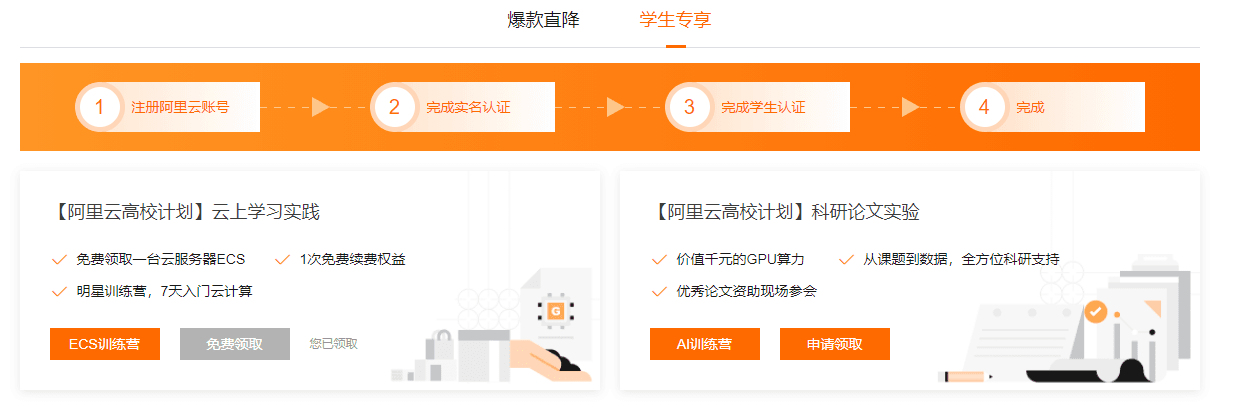 爆款直降 学生专享
1 注册阿里云账号 2 完成实名认证 3 完成学生认证 4 完成
【阿里云高校计划】云上学习实践
免费领取一台云服务器ECS 1次免费续费权益
明星训练营，7天入门云计算
ECS训练营 免费领取 您已领取
G
【阿里云高校计划】科研论文实验
价值千元的GPU算力 从课题到数据，全方位科研支持
优秀论文资助现场参会
AI训练营 申请领取